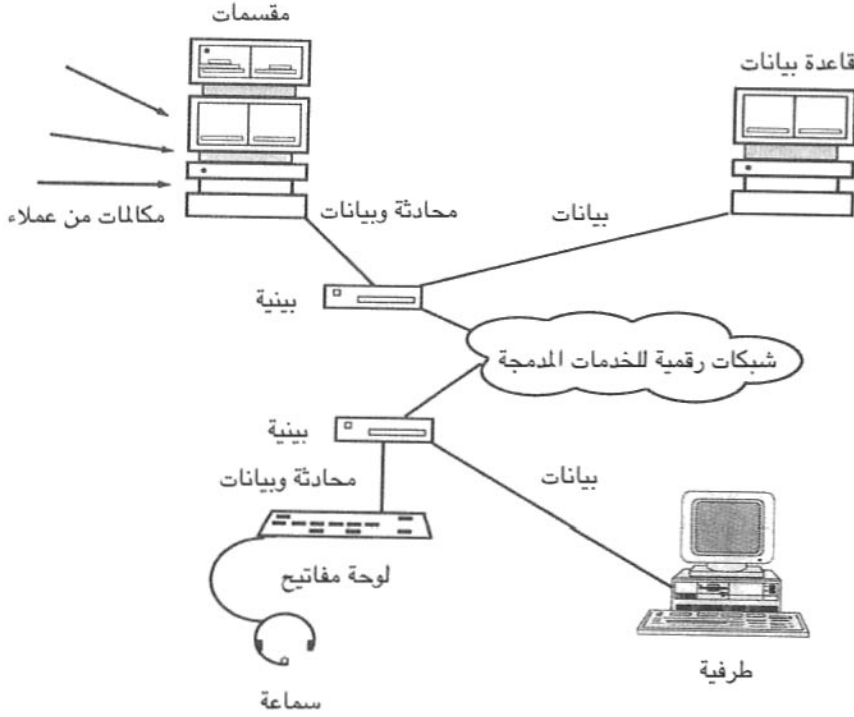 مقسمات
قاعدة بيانات
مكالمات من عملاء
محادثة وبيانات
بيانات
بينية
شبكات رقمية للخدمات المدمجة
بينية
محادثة وبيانات
بيانات
لوحة مفاتيح
طرفية
سماعة